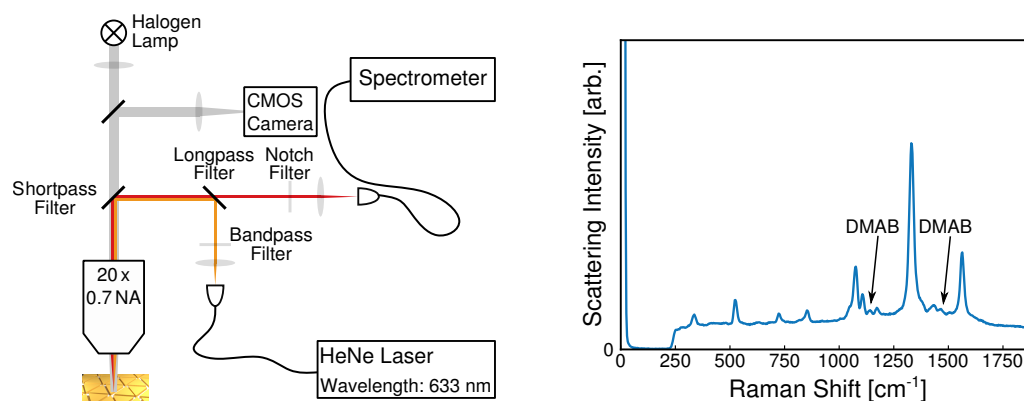 Halogen
Lamp
Spectrometer
CMOS
Camera
Longpass
Filter
Notch
Filter
Shortpass
Filter
Bandpass
Filter
20 x
0.7 NA
HeNe Laser
Wavelength: 633 nm
Scattering Intensity [arb.]
DMAB
DMAB
0
0
250
500
750
1000
1250
1500
1750
Raman Shift [cm⁻¹]